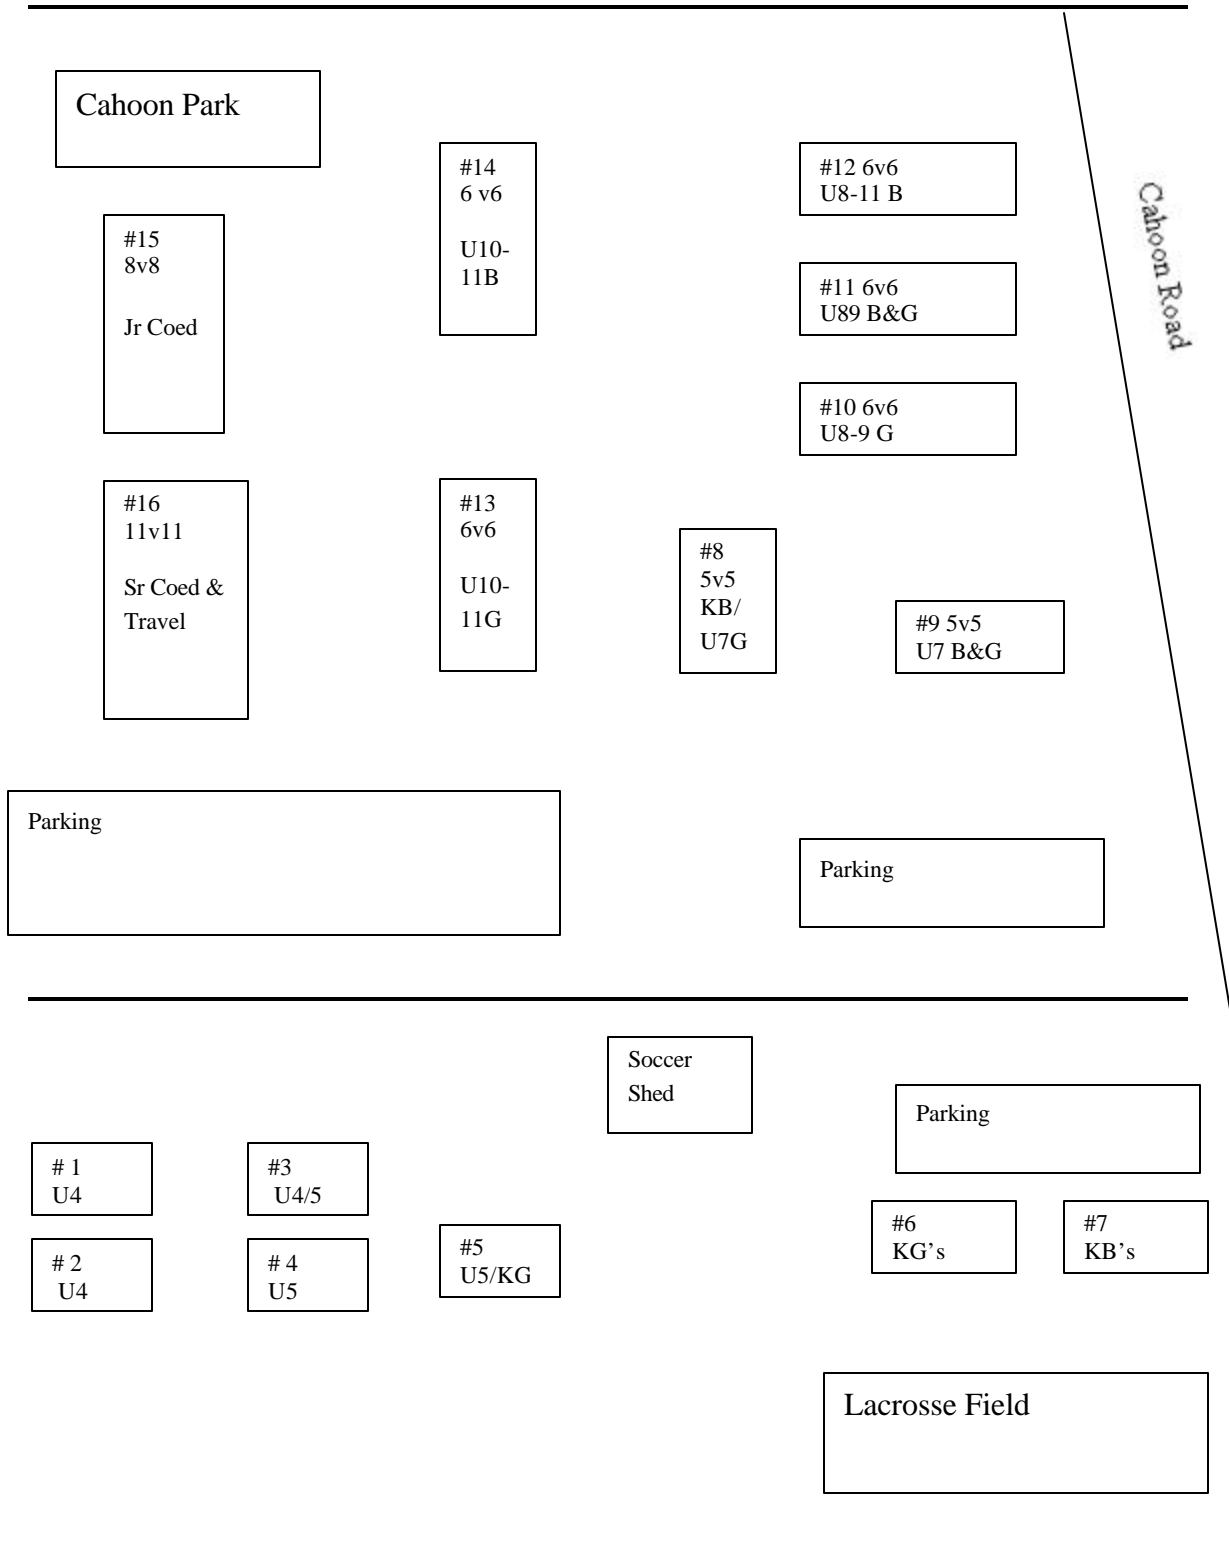 Cahoon Park
#14
6 v6
U10-
11B
#12 6v6
U8-11 B
Cahoon Road
#15
8v8
Jr Coed
#11 6v6
U89 B&G
#10 6v6
U8-9 G
#16
11v11
Sr Coed &
Travel
#13
6v6
U10-
11G
#8
5v5
KB/
U7G
#9 5v5
U7 B&G
Parking
Parking
Soccer
Shed
Parking
# 1
U4
#3
U4/5
#6
KG’s
#7
KB’s
# 2
U4
# 4
U5
#5
U5/KG
Lacrosse Field